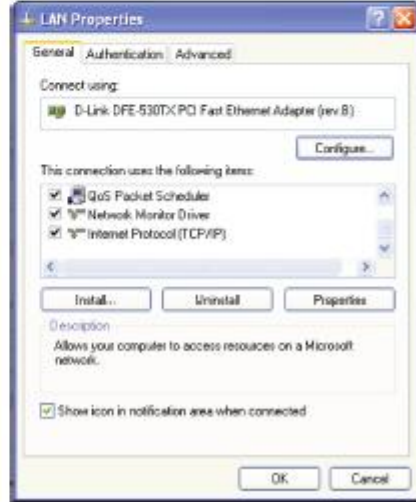 LAN Properties
General Authentication Advanced
Connect using:
D-Link DFE-530TX PCI Fast Ethernet Adapter (rev.B)
Configure...
This connection uses the following items:
QoS Packet Scheduler
Network Monitor Driver
Internet Protocol (TCP/IP)
Install... Uninstall Properties
Description
Allows your computer to access resources on a Microsoft
network.
Show icon in notification area when connected
OK Cancel